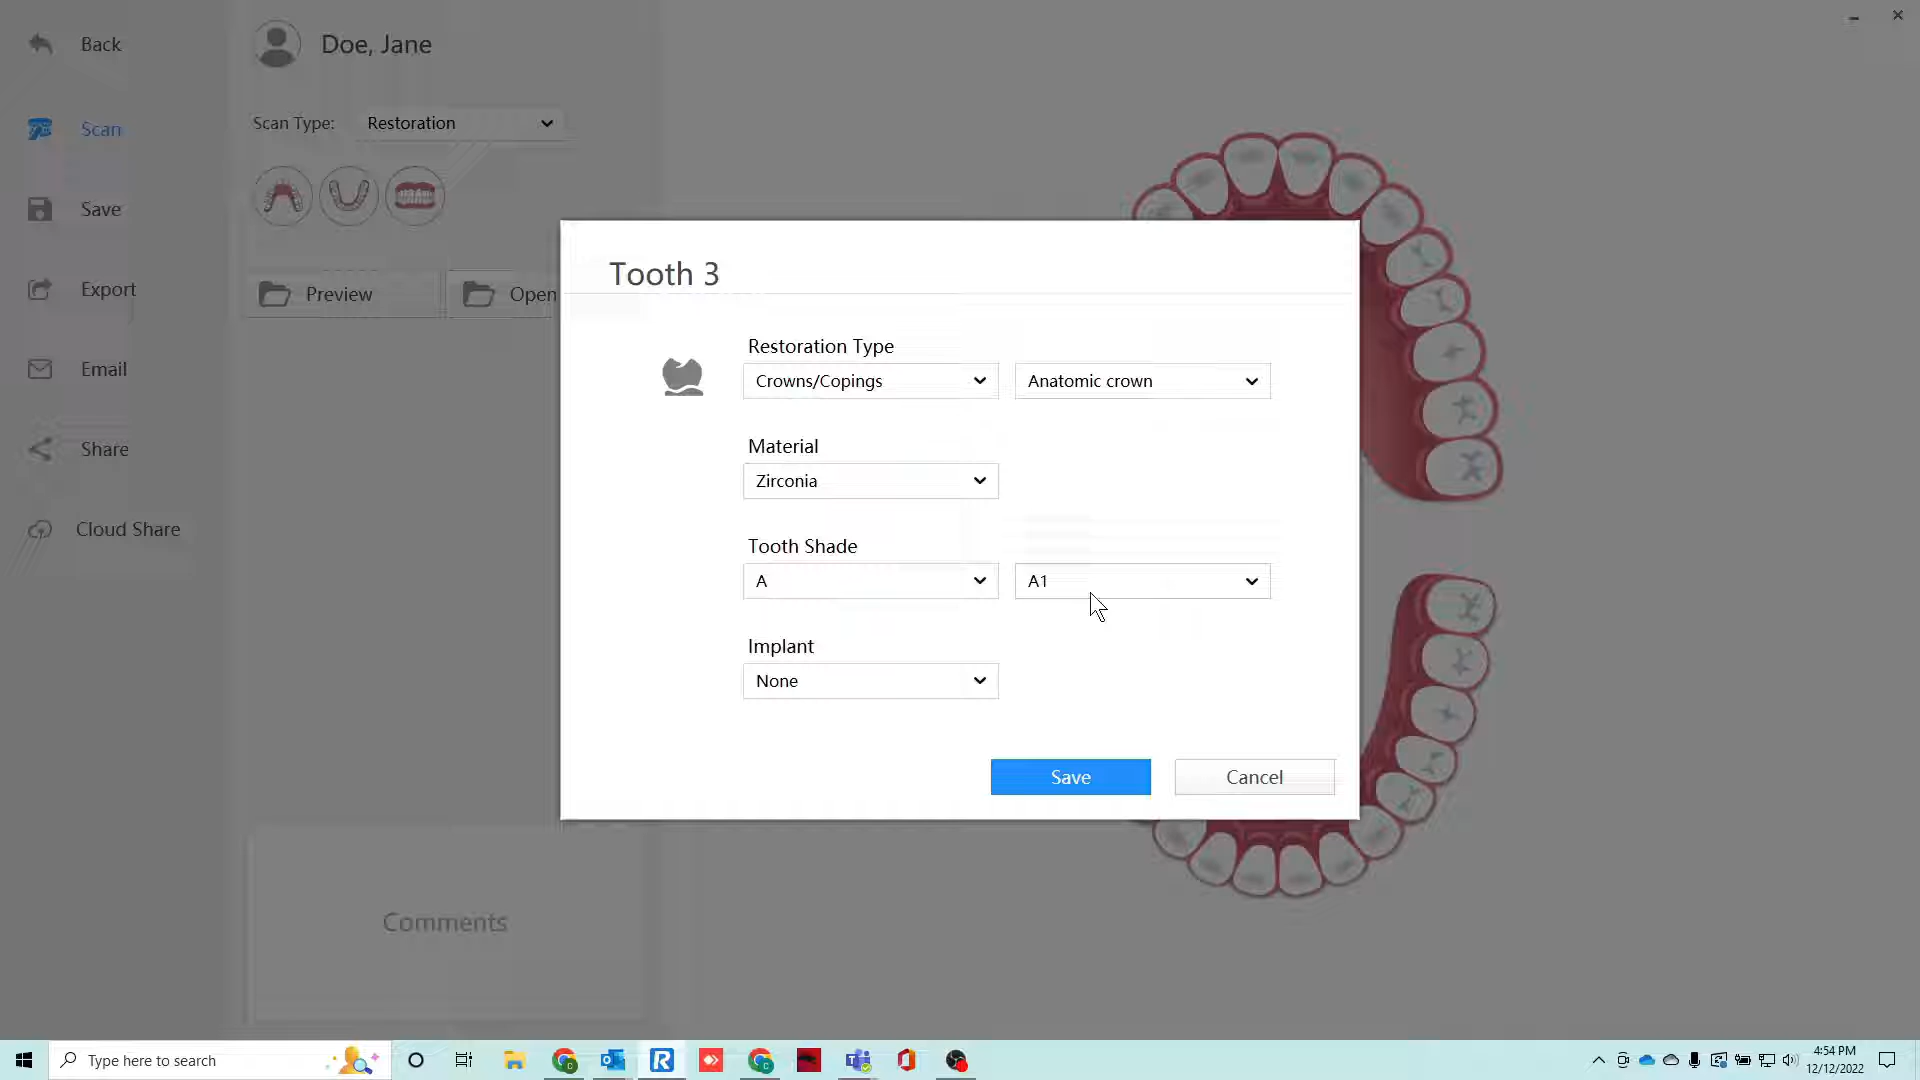 Back
Doe, Jane
Scan
Scan Type:
Restoration
Save
Export
Preview
Open
Email
Share
Cloud Share
Tooth 3
Restoration Type
Crowns/Copings
Anatomic crown
Material
Zirconia
Tooth Shade
A
A1
Implant
None
Save
Cancel
Comments
Type here to search
4:54 PM
12/12/2022